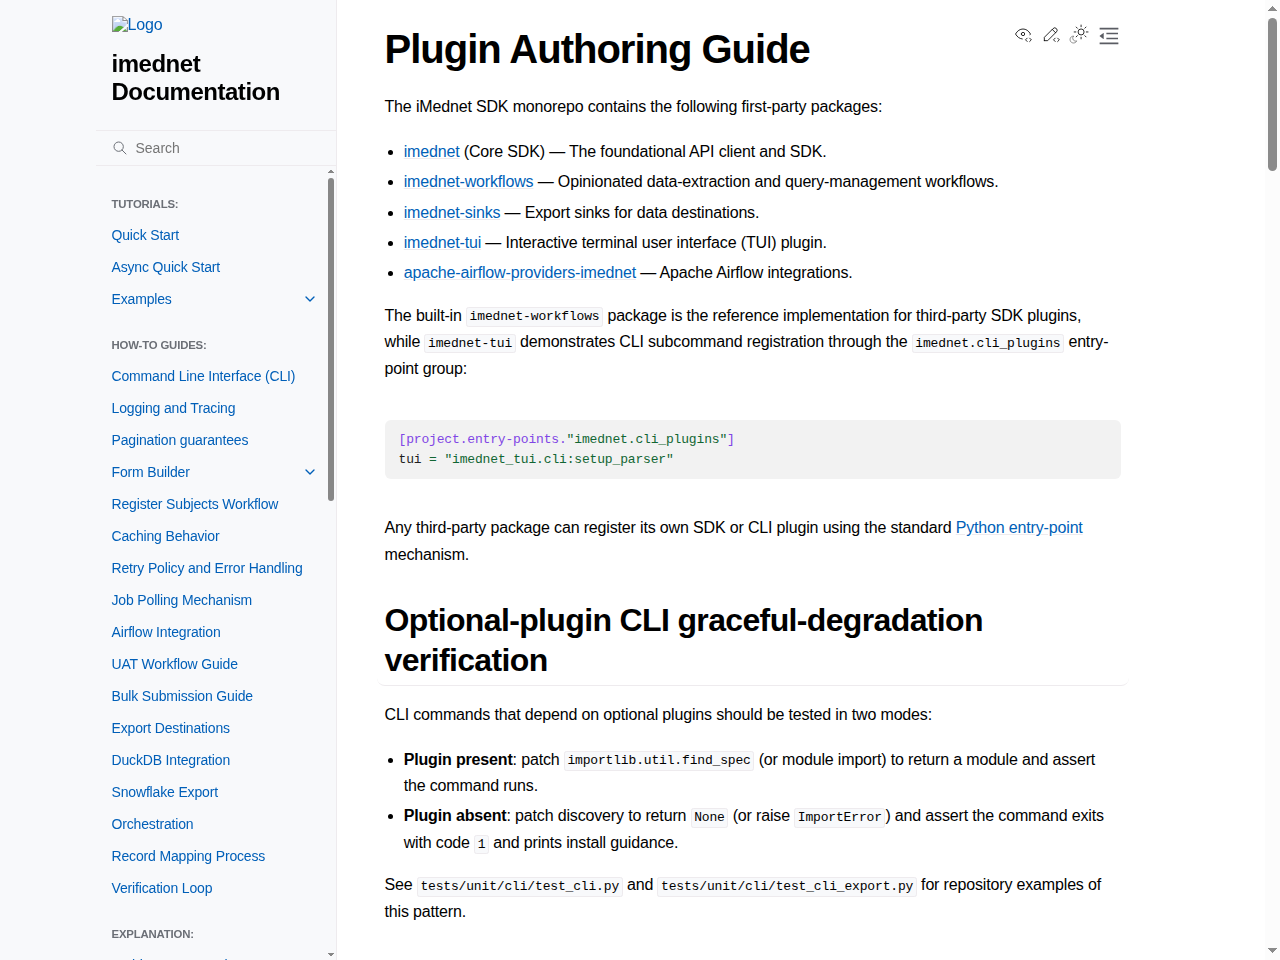 Logo
imednet
Documentation
Search
TUTORIALS:
Quick Start
Async Quick Start
Examples
HOW-TO GUIDES:
Command Line Interface (CLI)
Logging and Tracing
Pagination guarantees
Form Builder
Register Subjects Workflow
Caching Behavior
Retry Policy and Error Handling
Job Polling Mechanism
Airflow Integration
UAT Workflow Guide
Bulk Submission Guide
Export Destinations
DuckDB Integration
Snowflake Export
Orchestration
Record Mapping Process
Verification Loop
EXPLANATION:
Plugin Authoring Guide
The iMednet SDK monorepo contains the following first-party packages:
imednet (Core SDK) — The foundational API client and SDK.
imednet-workflows — Opinionated data-extraction and query-management workflows.
imednet-sinks — Export sinks for data destinations.
imednet-tui — Interactive terminal user interface (TUI) plugin.
apache-airflow-providers-imednet — Apache Airflow integrations.
The built-in imednet-workflows package is the reference implementation for third-party SDK plugins,
while imednet-tui demonstrates CLI subcommand registration through the imednet.cli_plugins entry-
point group:
[project.entry-points."imednet.cli_plugins"]
tui = "imednet_tui.cli:setup_parser"
Any third-party package can register its own SDK or CLI plugin using the standard Python entry-point
mechanism.
Optional-plugin CLI graceful-degradation
verification
CLI commands that depend on optional plugins should be tested in two modes:
Plugin present: patch importlib.util.find_spec (or module import) to return a module and assert
the command runs.
Plugin absent: patch discovery to return None (or raise ImportError) and assert the command exits
with code 1 and prints install guidance.
See tests/unit/cli/test_cli.py and tests/unit/cli/test_cli_export.py for repository examples of
this pattern.